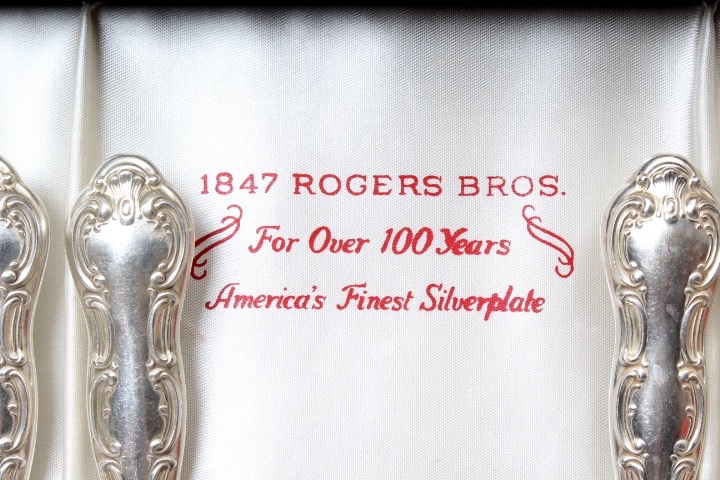 1847 ROGERS BROS.
For Over 100 Years
America's Finest Silverplate